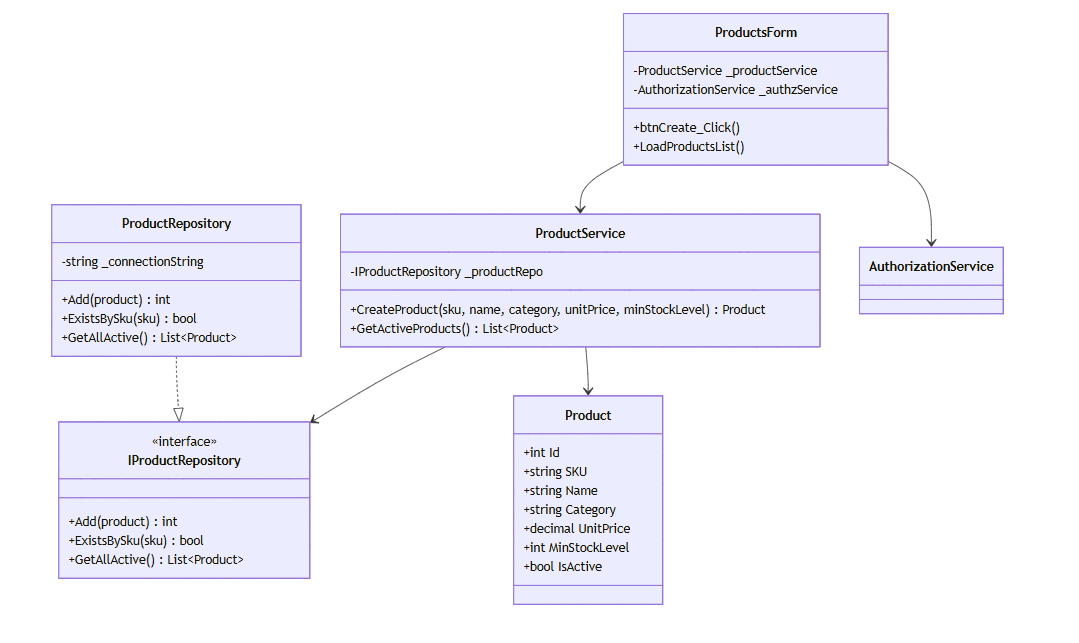 ProductsForm
-ProductService _productService
-AuthorizationService _authzService
+btnCreate_Click()
+LoadProductsList()
ProductRepository
-string _connectionString
+Add(product) : int
+ExistsBySku(sku) : bool
+GetAllActive() : List<Product>
ProductService
-IProductRepository _productRepo
+CreateProduct(sku, name, category, unitPrice, minStockLevel) : Product
+GetActiveProducts() : List<Product>
AuthorizationService
«interface»
IProductRepository
+Add(product) : int
+ExistsBySku(sku) : bool
+GetAllActive() : List<Product>
Product
+int Id
+string SKU
+string Name
+string Category
+decimal UnitPrice
+int MinStockLevel
+bool IsActive